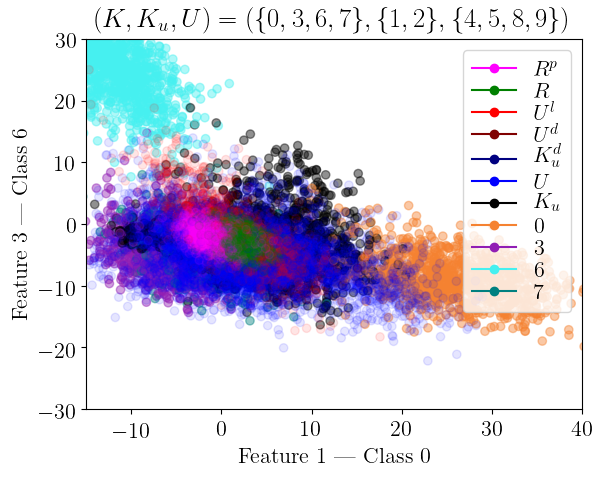 (K, K_u, U) = ({0, 3, 6, 7}, {1, 2}, {4, 5, 8, 9})
30
20
10
0
−10
−20
−30
Feature 3 — Class 6
R^p
R
U^l
U^d
K_u^d
U
K_u
0
3
6
7
−10 0 10 20 30 40
Feature 1 — Class 0